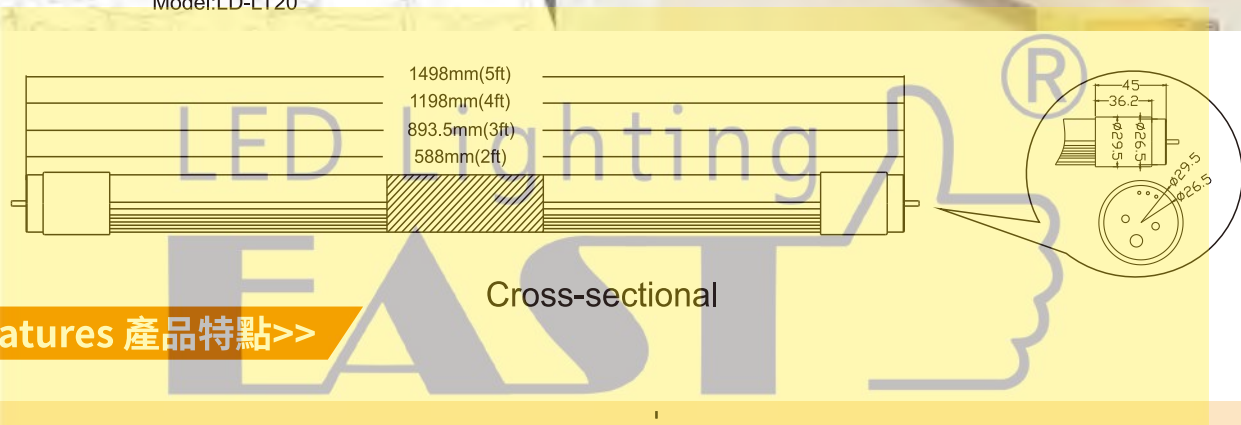 Model:LD-LT20
1498mm(5ft)
1198mm(4ft)
893.5mm(3ft)
588mm(2ft)
LED Lighting
®
EAST
45
36.2
Ø29.5
Ø26.5
Ø29.5
Ø26.5
Cross-sectional
atures 產品特點>>